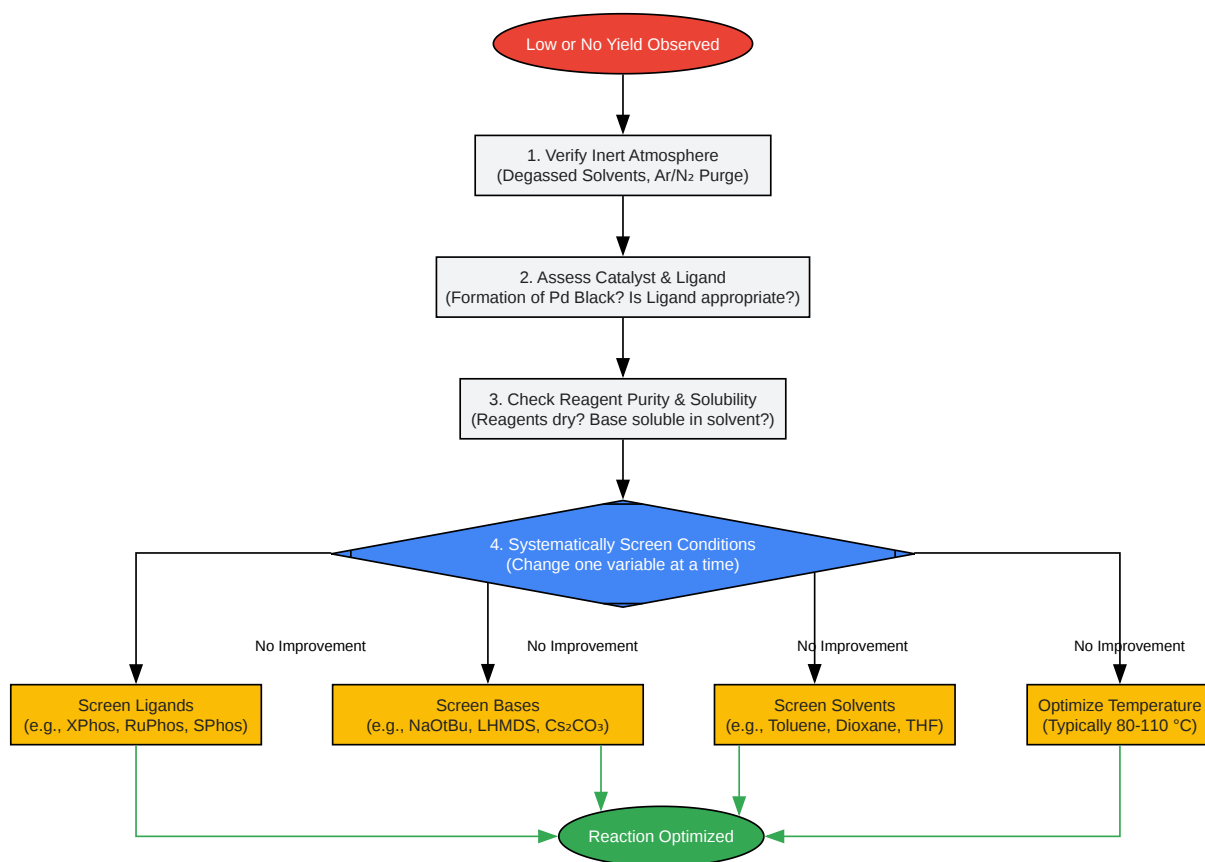 Low or No Yield Observed
1. Verify Inert Atmosphere
(Degassed Solvents, Ar/N₂ Purge)
2. Assess Catalyst & Ligand
(Formation of Pd Black? Is Ligand appropriate?)
3. Check Reagent Purity & Solubility
(Reagents dry? Base soluble in solvent?)
4. Systematically Screen Conditions
(Change one variable at a time)
No Improvement
No Improvement
No Improvement
No Improvement
Screen Ligands
(e.g., XPhos, RuPhos, SPhos)
Screen Bases
(e.g., NaOtBu, LHMDS, Cs₂CO₃)
Screen Solvents
(e.g., Toluene, Dioxane, THF)
Optimize Temperature
(Typically 80-110 °C)
Reaction Optimized